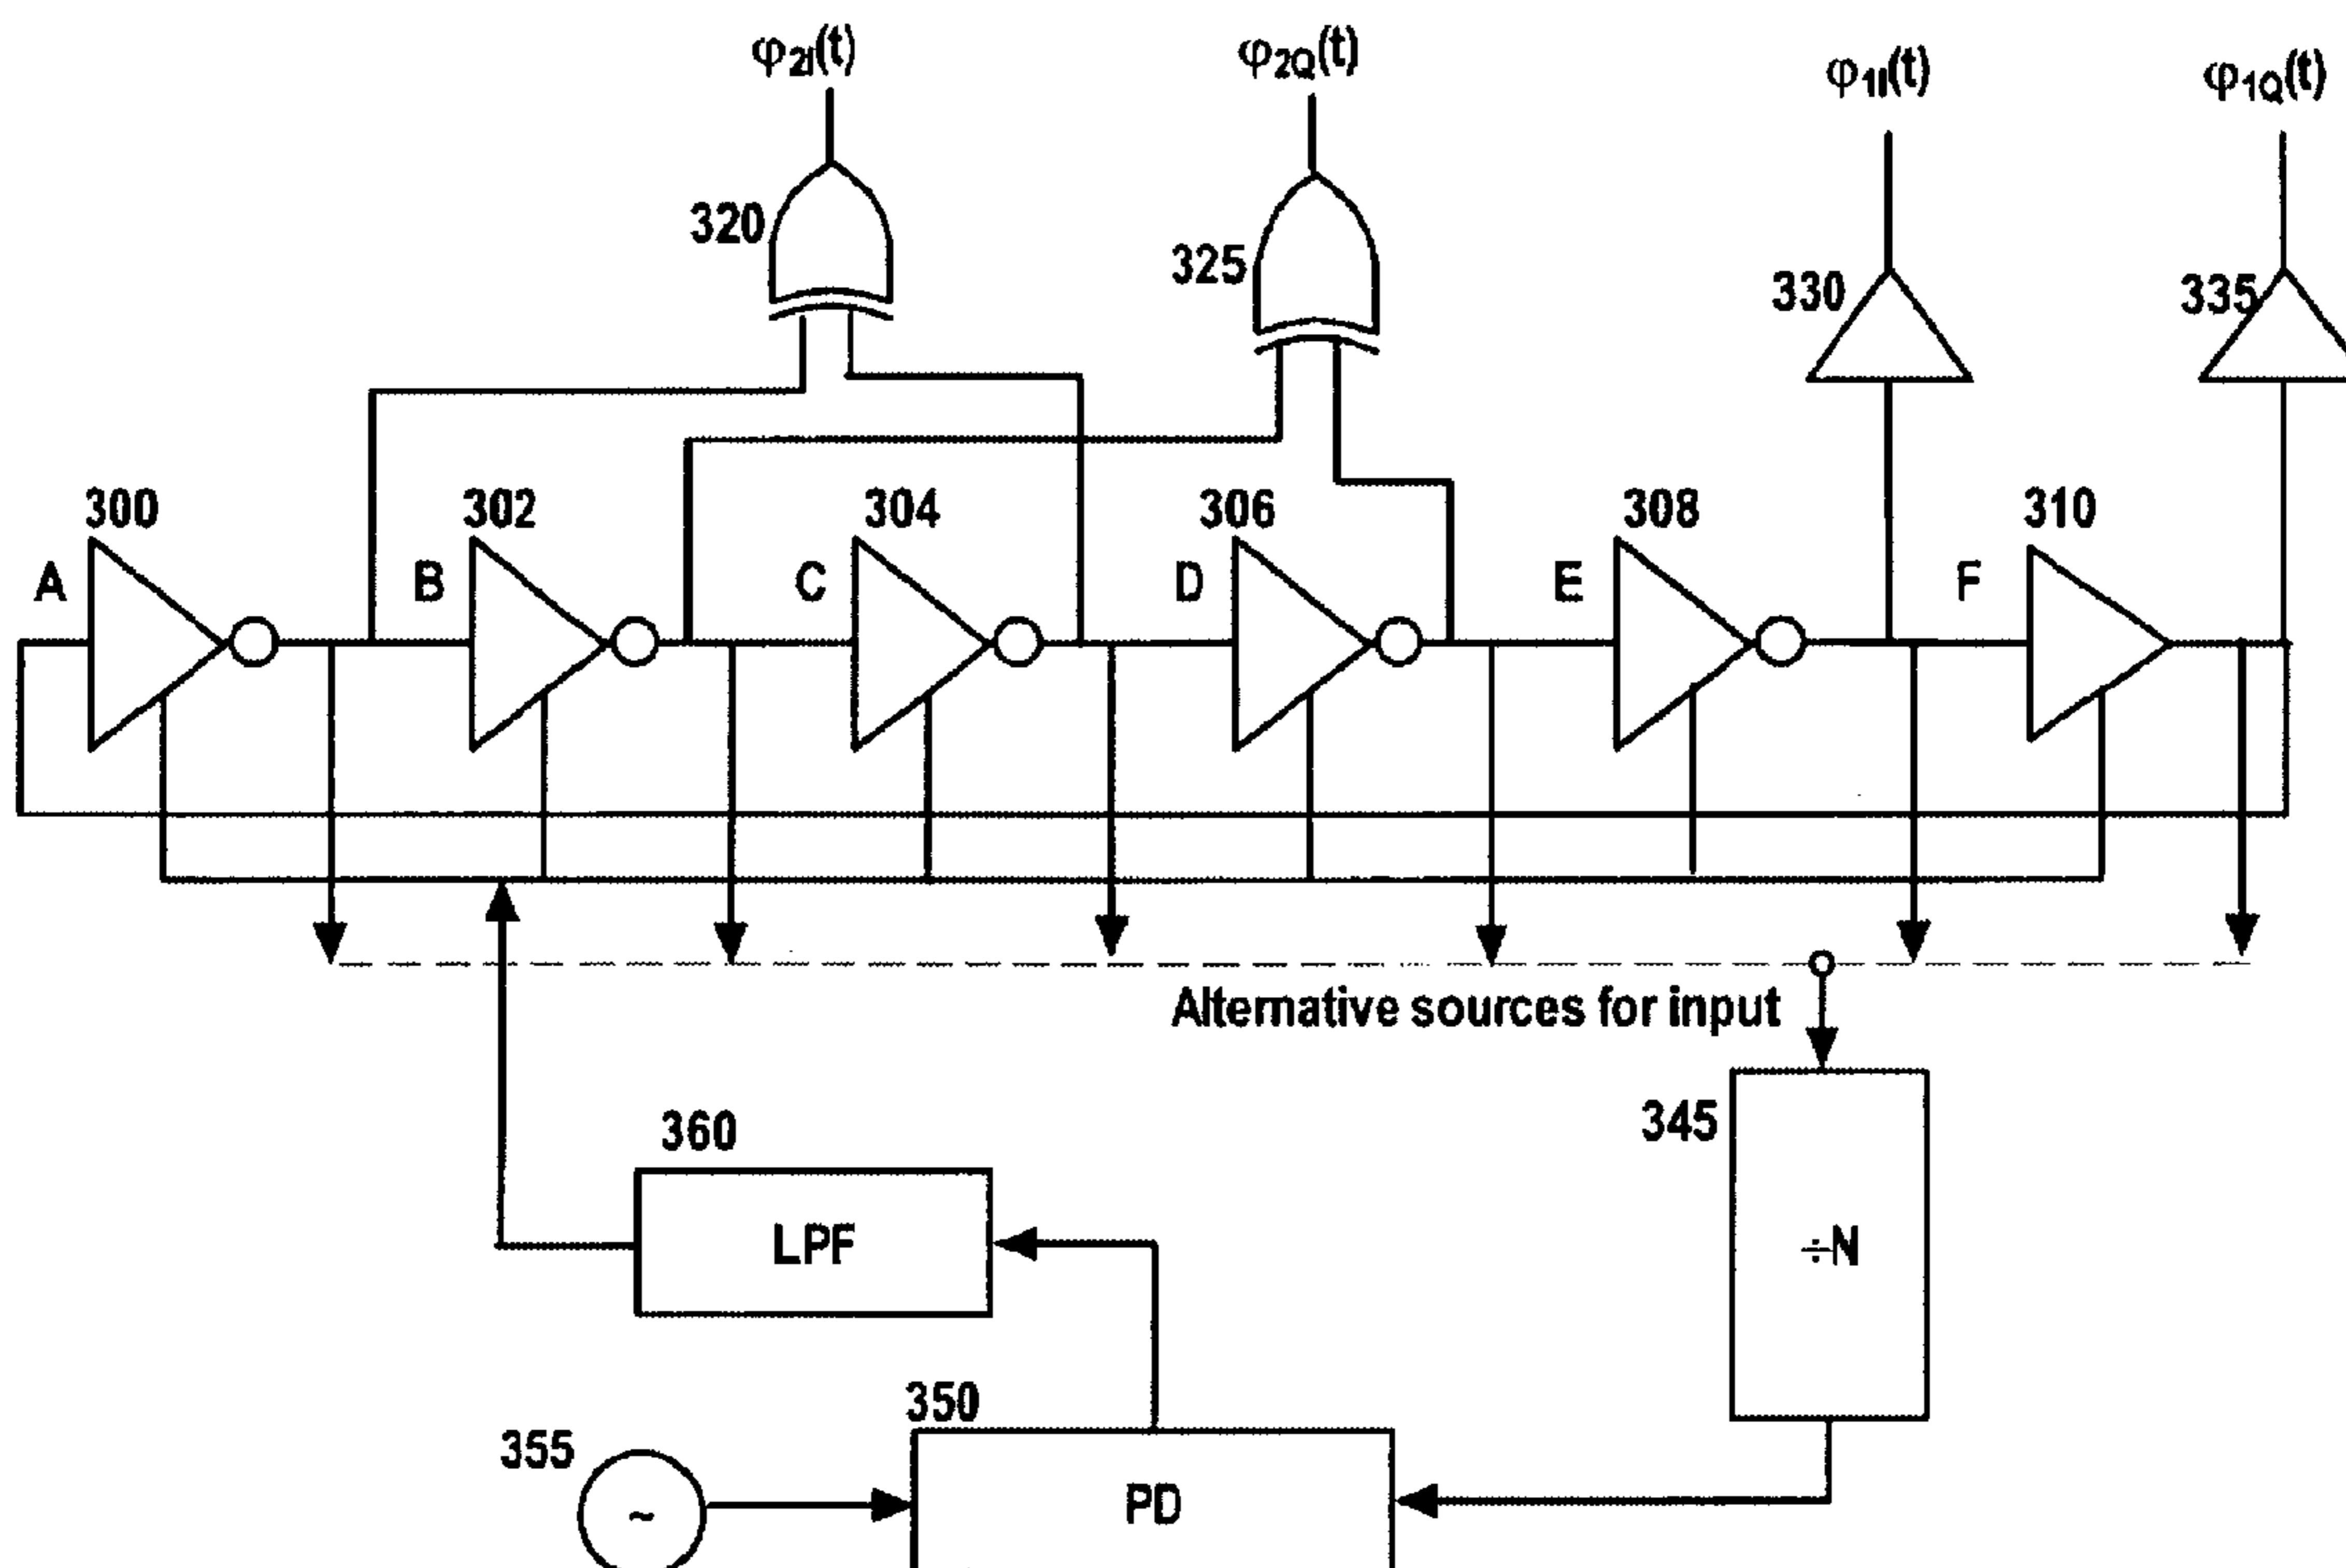 φ2I(t)
φ2Q(t)
φ1I(t)
φ1Q(t)
320
325
330
335
300
302
304
306
308
310
A
B
C
D
E
F
Alternative sources for input
360
345
LPF
÷N
350
355
PD
~